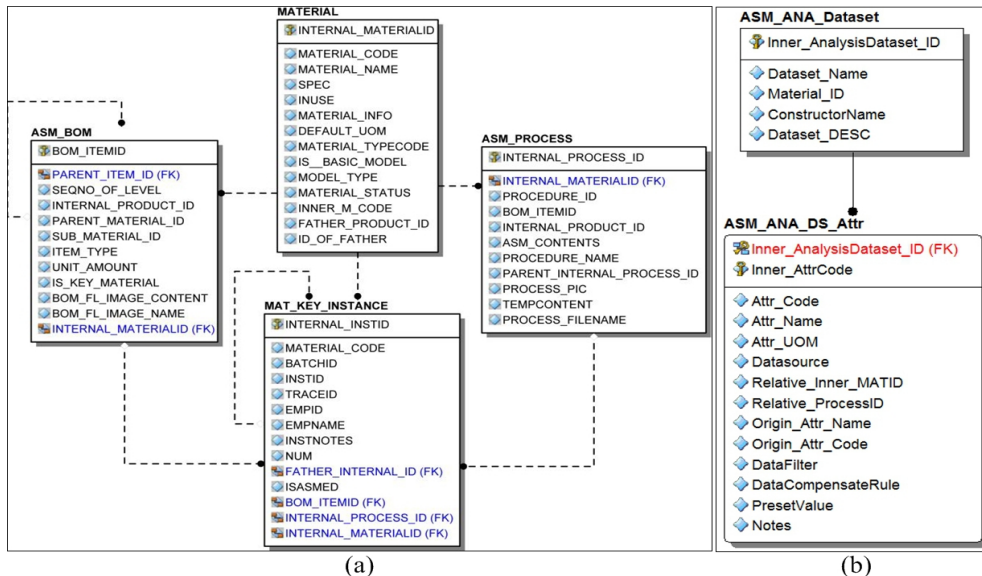 MATERIAL
INTERNAL_MATERIALID
MATERIAL_CODE
MATERIAL_NAME
SPEC
INUSE
MATERIAL_INFO
DEFAULT_UOM
MATERIAL_TYPECODE
IS__BASIC_MODEL
MODEL_TYPE
MATERIAL_STATUS
INNER_M_CODE
FATHER_PRODUCT_ID
ID_OF_FATHER
ASM_BOM
BOM_ITEMID
PARENT_ITEM_ID (FK)
SEQNO_OF_LEVEL
INTERNAL_PRODUCT_ID
PARENT_MATERIAL_ID
SUB_MATERIAL_ID
ITEM_TYPE
UNIT_AMOUNT
IS_KEY_MATERIAL
BOM_FL_IMAGE_CONTENT
BOM_FL_IMAGE_NAME
INTERNAL_MATERIALID (FK)
ASM_PROCESS
INTERNAL_PROCESS_ID
INTERNAL_MATERIALID (FK)
PROCEDURE_ID
BOM_ITEMID
INTERNAL_PRODUCT_ID
ASM_CONTENTS
PROCEDURE_NAME
PARENT_INTERNAL_PROCESS_ID
PROCESS_PIC
TEMPCONTENT
PROCESS_FILENAME
MAT_KEY_INSTANCE
INTERNAL_INSTID
MATERIAL_CODE
BATCHID
INSTID
TRACEID
EMPID
EMPNAME
INSTNOTES
NUM
FATHER_INTERNAL_ID (FK)
ISASMED
BOM_ITEMID (FK)
INTERNAL_PROCESS_ID (FK)
INTERNAL_MATERIALID (FK)
(a)
ASM_ANA_Dataset
Inner_AnalysisDataset_ID
Dataset_Name
Material_ID
ConstructorName
Dataset_DESC
ASM_ANA_DS_Attr
Inner_AnalysisDataset_ID (FK)
Inner_AttrCode
Attr_Code
Attr_Name
Attr_UOM
Datasource
Relative_Inner_MATID
Relative_ProcessID
Origin_Attr_Name
Origin_Attr_Code
DataFilter
DataCompensateRule
PresetValue
Notes
(b)